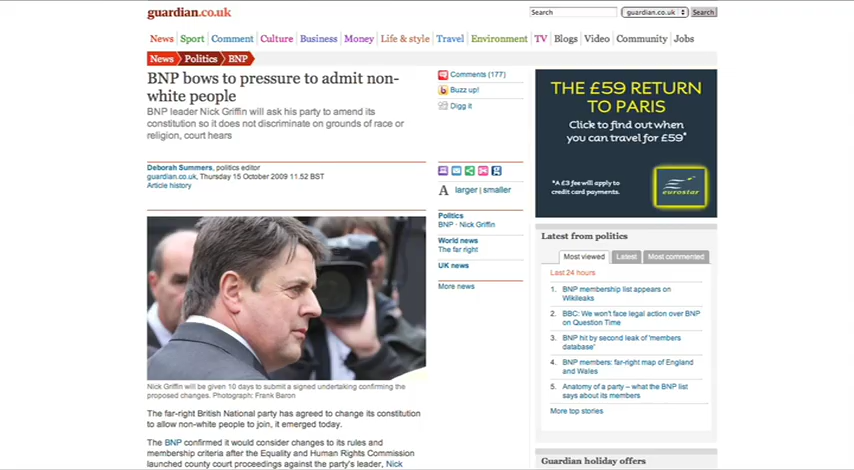 guardian.co.uk
Search
guardian.co.uk
Search
News Sport Comment Culture Business Money Life & style Travel Environment TV Blogs Video Community Jobs
News Politics BNP
BNP bows to pressure to admit non-
white people
BNP leader Nick Griffin will ask his party to amend its
constitution so it does not discriminate on grounds of race or
religion, court hears
Comments (177)
Buzz up!
Digg it
Deborah Summers, politics editor
guardian.co.uk, Thursday 15 October 2009 11.52 BST
Article history
A larger | smaller
Politics
BNP · Nick Griffin
World news
The far right
UK news
More news
Nick Griffin will be given 10 days to submit a signed undertaking confirming the
proposed changes. Photograph: Frank Baron
The far-right British National party has agreed to change its constitution
to allow non-white people to join, it emerged today.
The BNP confirmed it would consider changes to its rules and
membership criteria after the Equality and Human Rights Commission
launched county court proceedings against the party's leader, Nick
THE £59 RETURN
TO PARIS
Click to find out when
you can travel for £59*
*A £3 fee will apply to
credit card payments.
eurostar
Latest from politics
Most viewed Latest Most commented
Last 24 hours
1. BNP membership list appears on
Wikileaks
2. BBC: We won't face legal action over BNP
on Question Time
3. BNP hit by second leak of 'members
database'
4. BNP members: far-right map of England
and Wales
5. Anatomy of a party – what the BNP list
says about its members
More top stories
Guardian holiday offers